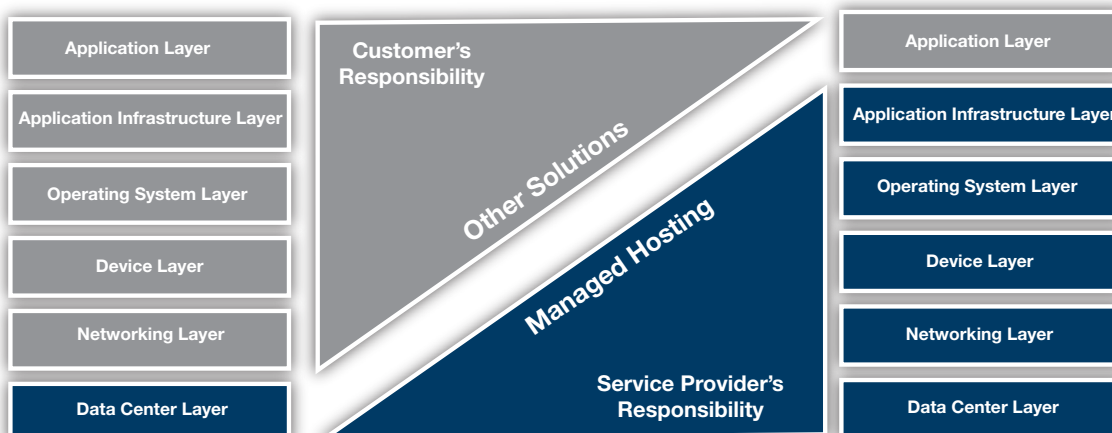 Application Layer
Application Infrastructure Layer
Operating System Layer
Device Layer
Networking Layer
Data Center Layer
Customer's
Responsibility
Other Solutions
Managed Hosting
Service Provider's
Responsibility
Application Layer
Application Infrastructure Layer
Operating System Layer
Device Layer
Networking Layer
Data Center Layer